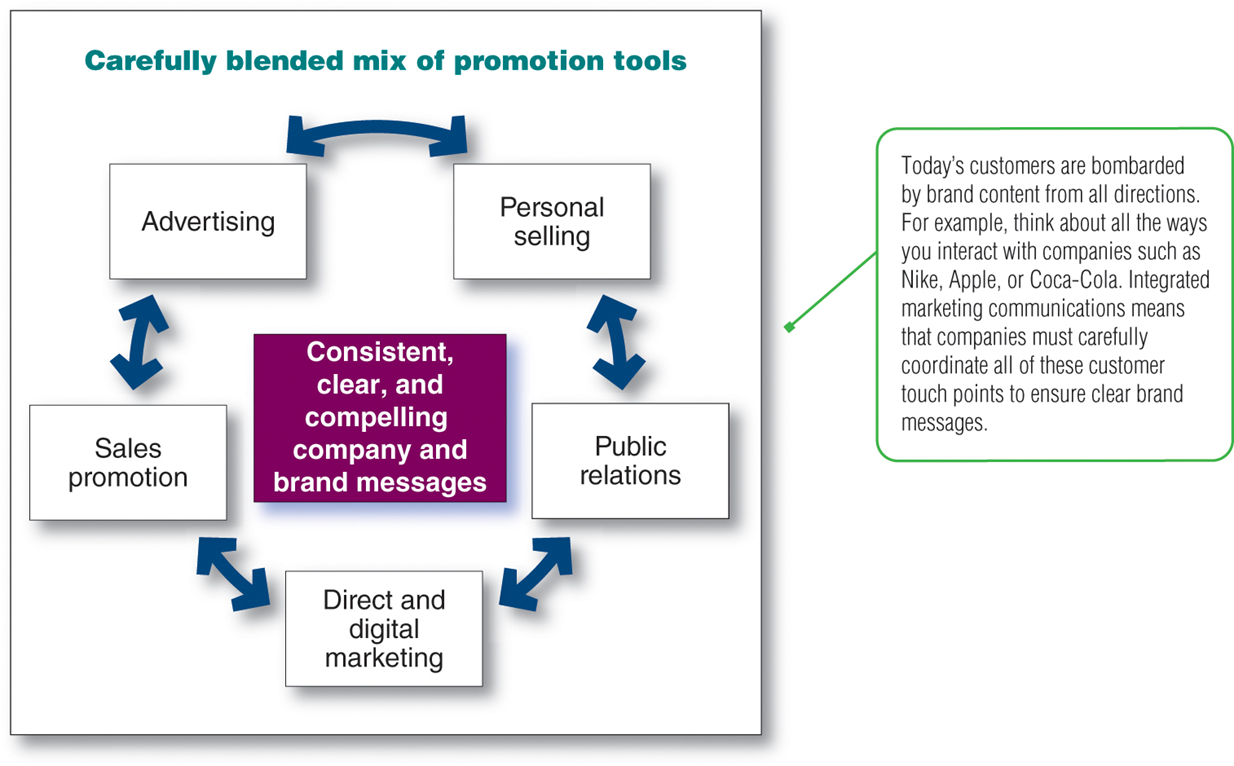 Carefully blended mix of promotion tools
Advertising
Personal
selling
Consistent,
clear, and
compelling
company and
brand messages
Sales
promotion
Public
relations
Direct and
digital
marketing
Today’s customers are bombarded
by brand content from all directions.
For example, think about all the ways
you interact with companies such as
Nike, Apple, or Coca-Cola. Integrated
marketing communications means
that companies must carefully
coordinate all of these customer
touch points to ensure clear brand
messages.